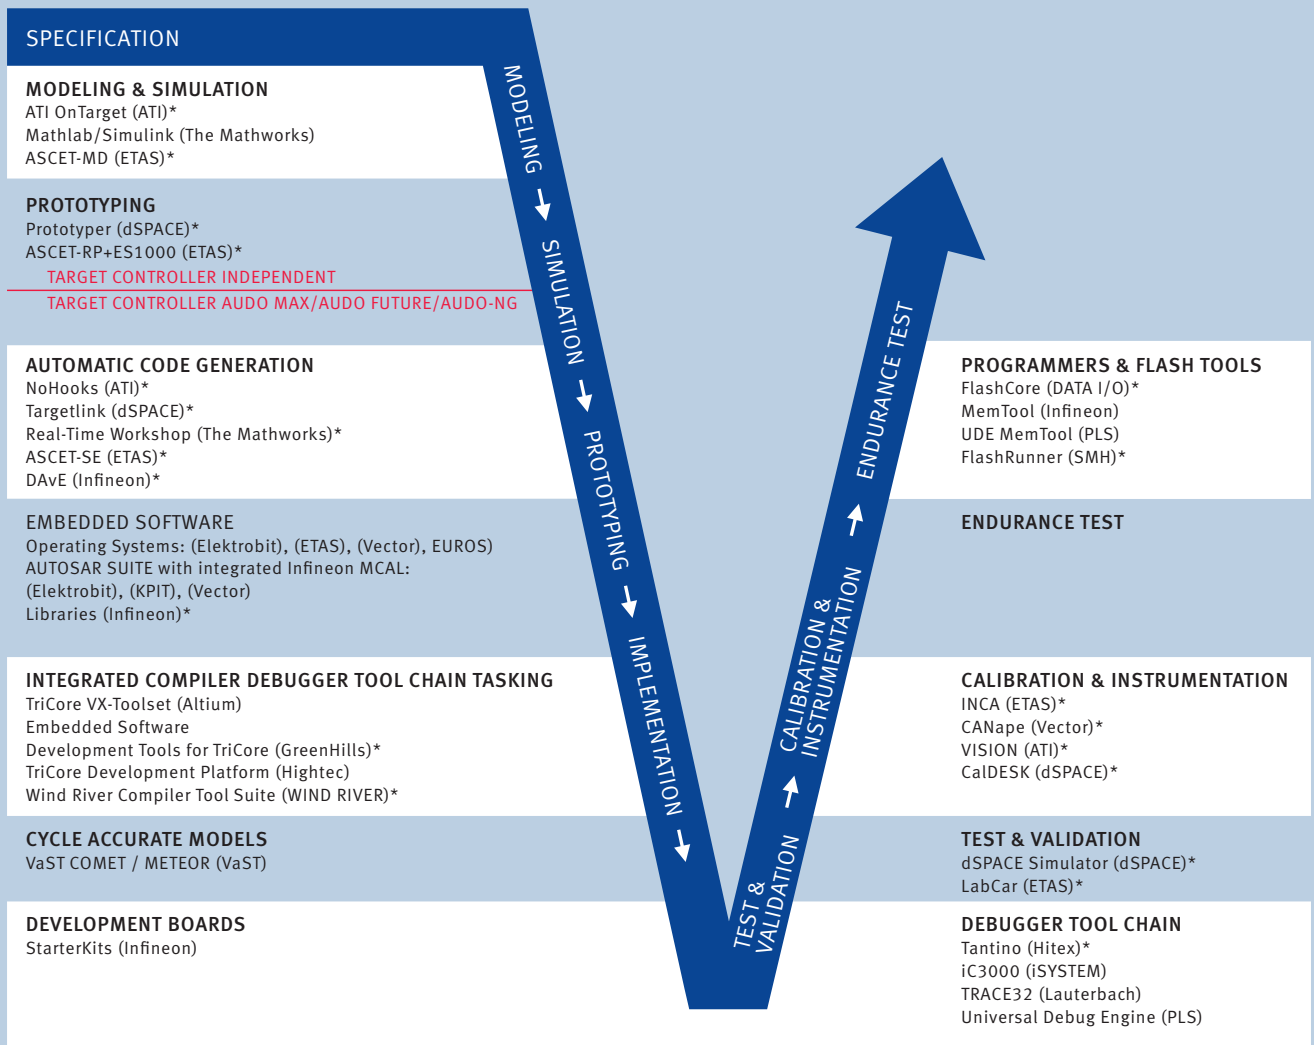 SPECIFICATION
MODELING & SIMULATION
ATI OnTarget (ATI)*
Mathlab/Simulink (The Mathworks)
ASCET-MD (ETAS)*
PROTOTYPING
Prototyper (dSPACE)*
ASCET-RP+ES1000 (ETAS)*
TARGET CONTROLLER INDEPENDENT
TARGET CONTROLLER AUDO MAX/AUDO FUTURE/AUDO-NG
AUTOMATIC CODE GENERATION
NoHooks (ATI)*
Targetlink (dSPACE)*
Real-Time Workshop (The Mathworks)*
ASCET-SE (ETAS)*
DAvE (Infineon)*
EMBEDDED SOFTWARE
Operating Systems: (Elektrobit), (ETAS), (Vector), EUROS)
AUTOSAR SUITE with integrated Infineon MCAL:
(Elektrobit), (KPIT), (Vector)
Libraries (Infineon)*
INTEGRATED COMPILER DEBUGGER TOOL CHAIN TASKING
TriCore VX-Toolset (Altium)
Embedded Software
Development Tools for TriCore (GreenHills)*
TriCore Development Platform (Hightec)
Wind River Compiler Tool Suite (WIND RIVER)*
CYCLE ACCURATE MODELS
VaST COMET / METEOR (VaST)
DEVELOPMENT BOARDS
StarterKits (Infineon)
MODELING → SIMULATION → PROTOTYPING → IMPLEMENTATION →
TEST &
VALIDATION →
CALIBRATION &
INSTRUMENTATION →
ENDURANCE TEST
PROGRAMMERS & FLASH TOOLS
FlashCore (DATA I/O)*
MemTool (Infineon)
UDE MemTool (PLS)
FlashRunner (SMH)*
ENDURANCE TEST
CALIBRATION & INSTRUMENTATION
INCA (ETAS)*
CANape (Vector)*
VISION (ATI)*
CalDESK (dSPACE)*
TEST & VALIDATION
dSPACE Simulator (dSPACE)*
LabCar (ETAS)*
DEBUGGER TOOL CHAIN
Tantino (Hitex)*
iC3000 (iSYSTEM)
TRACE32 (Lauterbach)
Universal Debug Engine (PLS)